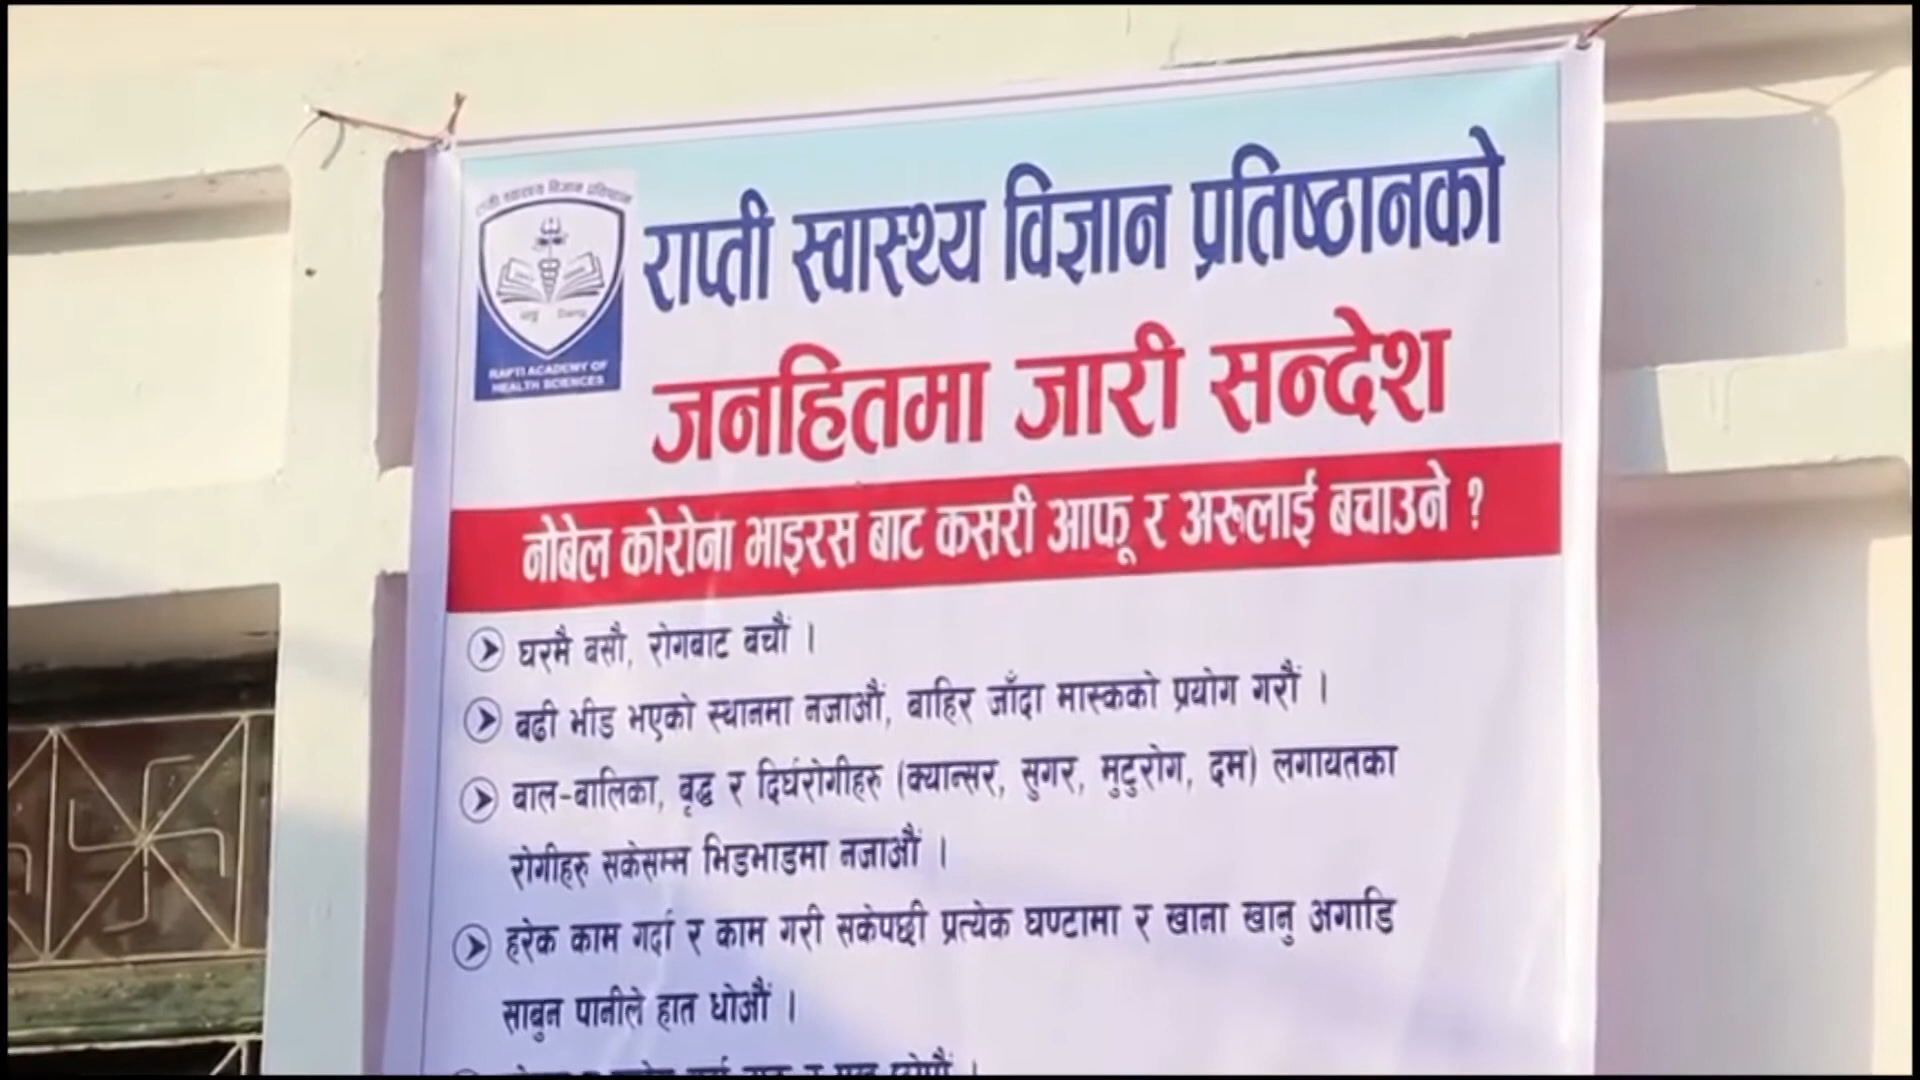 राप्ती स्वास्थ्य विज्ञान प्रतिष्ठान
RAPTI ACADEMY OF
HEALTH SCIENCES
राप्ती स्वास्थ्य विज्ञान प्रतिष्ठानको
जनहितमा जारी सन्देश
नोबेल कोरोना भाइरस बाट कसरी आफू र अरूलाई बचाउने ?
घरमै बसौ, रोगबाट बचौं ।
बढी भीड भएको स्थानमा नजाऔं, बाहिर जाँदा मास्कको प्रयोग गरौं ।
बाल-बालिका, वृद्ध र दिर्घरोगीहरु (क्यान्सर, सुगर, मुटुरोग, दम) लगायतका
रोगीहरु सकेसम्म भिडभाडमा नजाऔं ।
हरेक काम गर्दा र काम गरी सकेपछी प्रत्येक घण्टामा र खाना खानु अगाडि
साबुन पानीले हात धोऔं ।